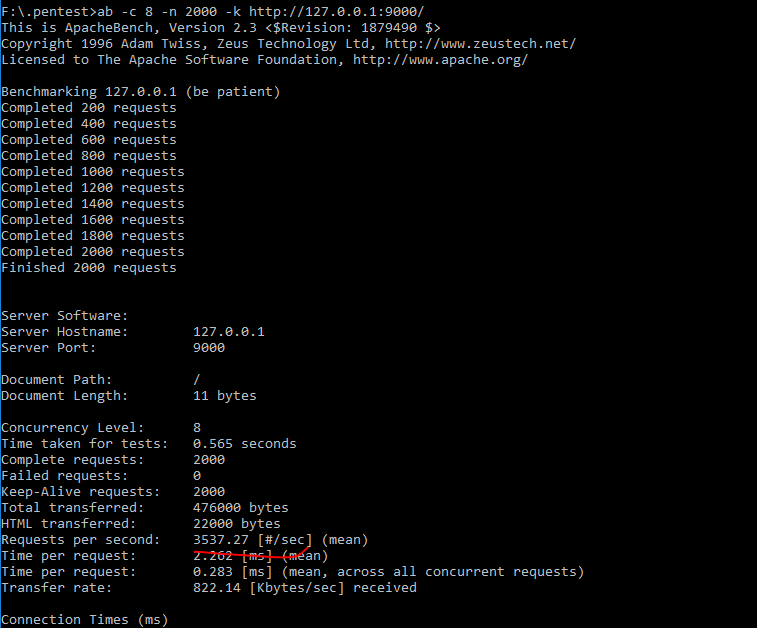 F:\.pentest>ab -c 8 -n 2000 -k http://127.0.0.1:9000/
This is ApacheBench, Version 2.3 <$Revision: 1879490 $>
Copyright 1996 Adam Twiss, Zeus Technology Ltd, http://www.zeustech.net/
Licensed to The Apache Software Foundation, http://www.apache.org/
Benchmarking 127.0.0.1 (be patient)
Completed 200 requests
Completed 400 requests
Completed 600 requests
Completed 800 requests
Completed 1000 requests
Completed 1200 requests
Completed 1400 requests
Completed 1600 requests
Completed 1800 requests
Completed 2000 requests
Finished 2000 requests
Server Software:
Server Hostname: 127.0.0.1
Server Port: 9000
Document Path: /
Document Length: 11 bytes
Concurrency Level: 8
Time taken for tests: 0.565 seconds
Complete requests: 2000
Failed requests: 0
Keep-Alive requests: 2000
Total transferred: 476000 bytes
HTML transferred: 22000 bytes
Requests per second: 3537.27 [#/sec] (mean)
Time per request: 2.262 [ms] (mean)
Time per request: 0.283 [ms] (mean, across all concurrent requests)
Transfer rate: 822.14 [Kbytes/sec] received
Connection Times (ms)